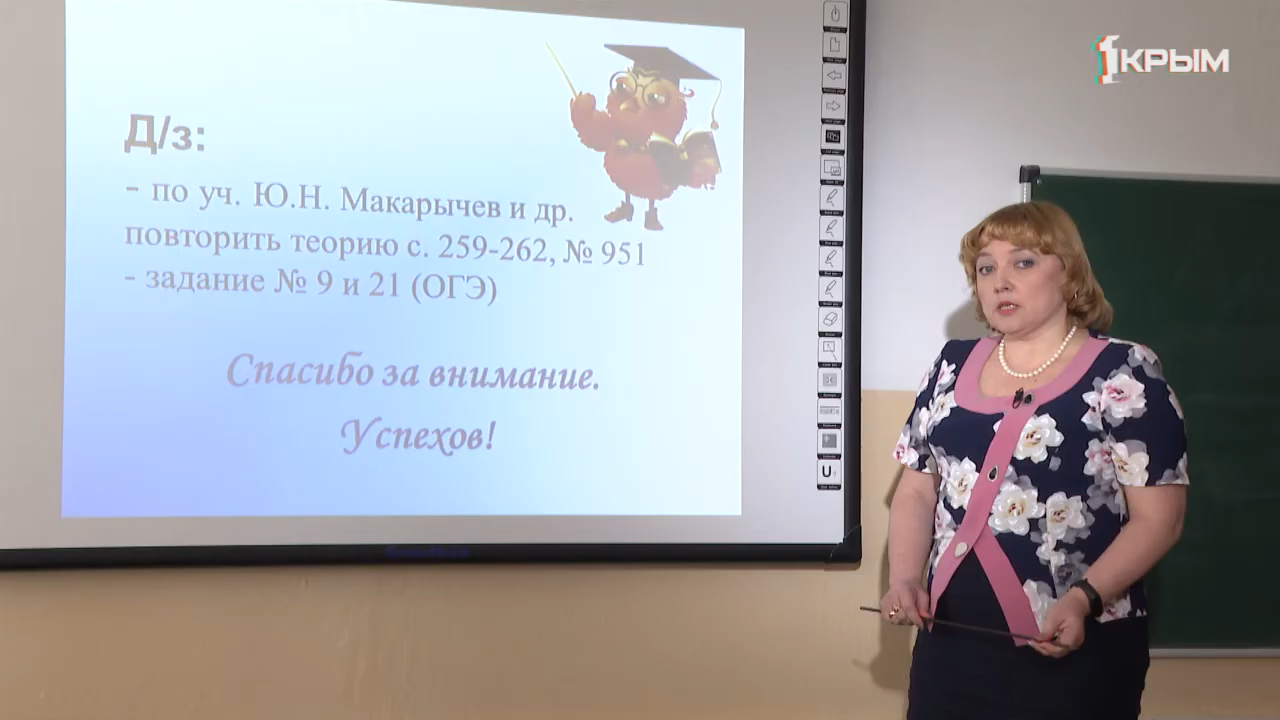 1КРЫМ
Д/з:
- по уч. Ю.Н. Макарычев и др.
повторить теорию с. 259-262, № 951
- задание № 9 и 21 (ОГЭ)
Спасибо за внимание.
Успехов!